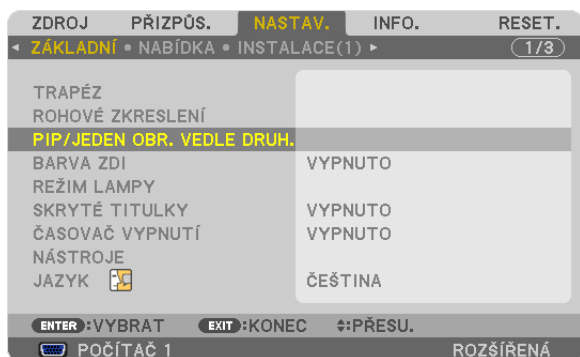 ZDROJ PŘIZPŮS. NASTAV. INFO. RESET.
ZÁKLADNÍ • NABÍDKA • INSTALACE(1) 1/3
TRAPÉZ
ROHOVÉ ZKRESLENÍ
PIP/JEDEN OBR. VEDLE DRUH.
BARVA ZDI VYPNUTO
REŽIM LAMPY
SKRYTÉ TITULKY VYPNUTO
ČASOVAČ VYPNUTÍ VYPNUTO
NÁSTROJE
JAZYK ČEŠTINA
ENTER :VYBRAT EXIT :KONEC :PŘESU.
POČÍTAČ 1 ROZŠÍŘENÁ